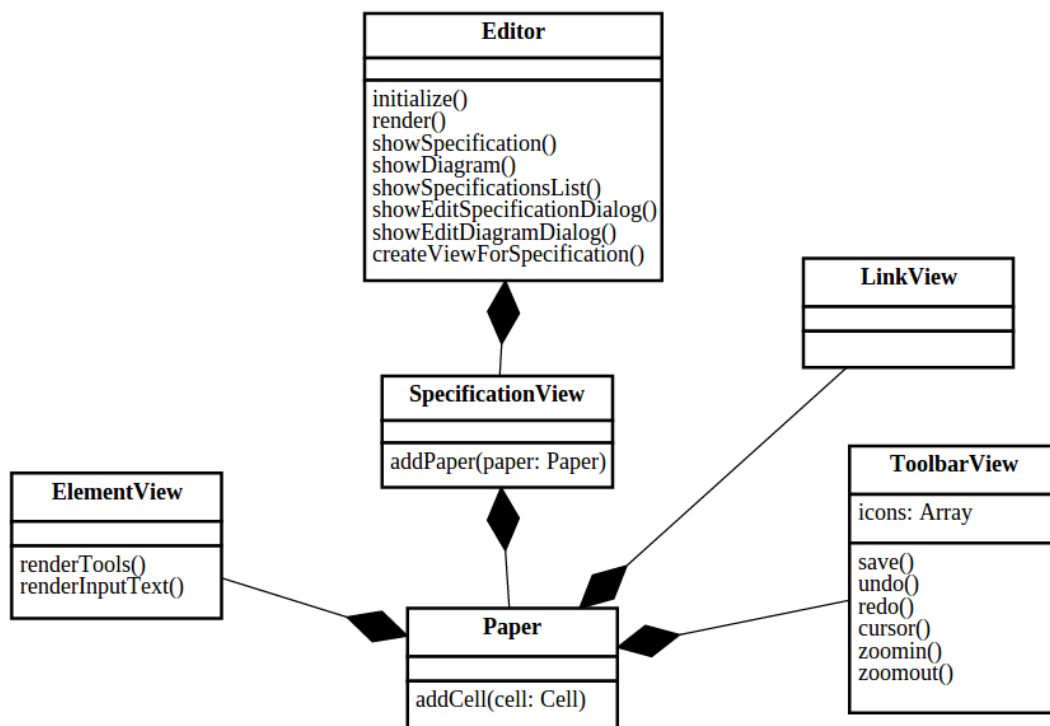 Editor
initialize()
render()
showSpecification()
showDiagram()
showSpecificationsList()
showEditSpecificationDialog()
showEditDiagramDialog()
createViewForSpecification()
LinkView
SpecificationView
addPaper(paper: Paper)
ToolbarView
icons: Array
save()
undo()
redo()
cursor()
zoomin()
zoomout()
ElementView
renderTools()
renderInputText()
Paper
addCell(cell: Cell)